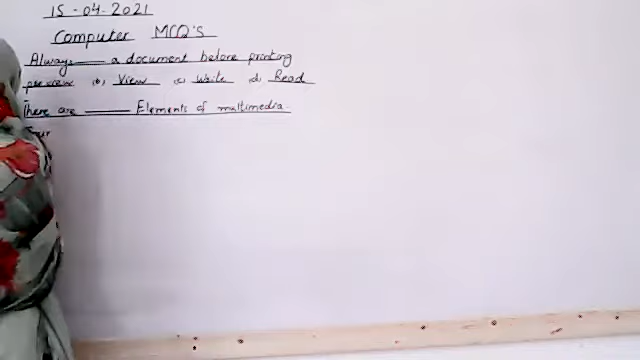 15-04-2021
Computer MCQ'S
Always ____ a document before printing
preview b, View c, Write d, Read
There are ____ Elements of multimedia.